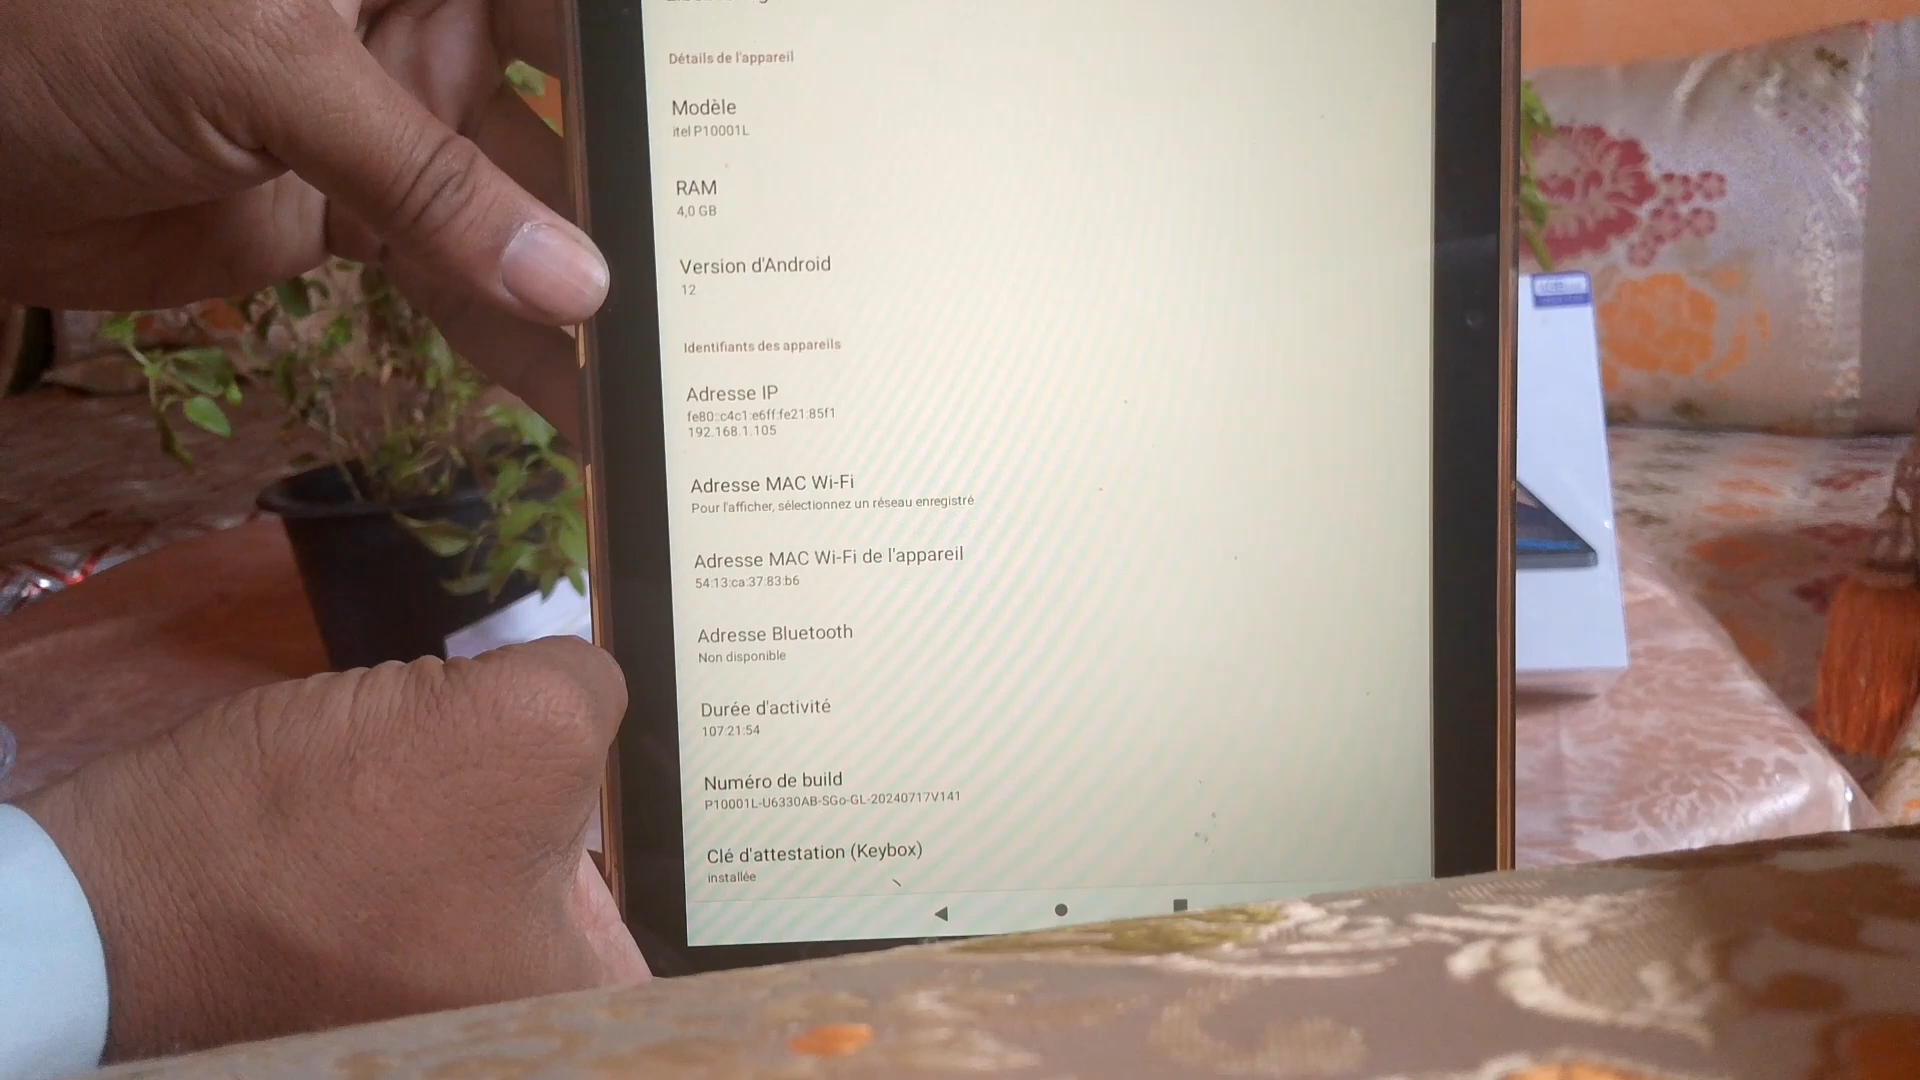 Détails de l'appareil
Modèle
itel P10001L
RAM
4,0 GB
Version d'Android
12
Identifiants des appareils
Adresse IP
fe80::c4c1:e6ff:fe21:85f1
192.168.1.105
Adresse MAC Wi-Fi
Pour l'afficher, sélectionnez un réseau enregistré
Adresse MAC Wi-Fi de l'appareil
54:13:ca:37:83:b6
Adresse Bluetooth
Non disponible
Durée d'activité
107:21:54
Numéro de build
P10001L-U6330AB-SGo-GL-20240717V141
Clé d'attestation (Keybox)
installée